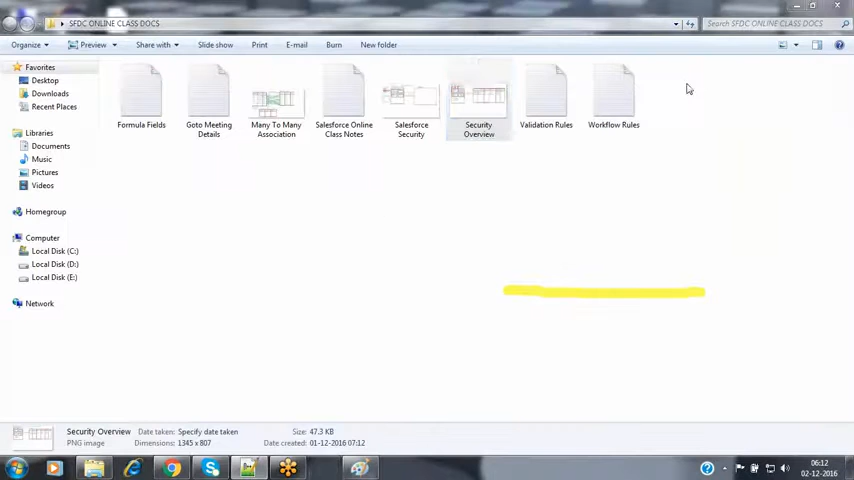 SFDC ONLINE CLASS DOCS
Search SFDC ONLINE CLASS DOCS
Organize Preview Share with Slide show Print E-mail Burn New folder
Favorites
Desktop
Downloads
Recent Places
Libraries
Documents
Music
Pictures
Videos
Homegroup
Computer
Local Disk (C:)
Local Disk (D:)
Local Disk (E:)
Network
Formula Fields
Goto Meeting
Details
Many To Many
Association
Salesforce Online
Class Notes
Salesforce
Security
Security
Overview
Validation Rules
Workflow Rules
Security Overview Date taken: Specify date taken Size: 47.3 KB
PNG image Dimensions: 1345 x 807 Date created: 01-12-2016 07:12
06:12
02-12-2016